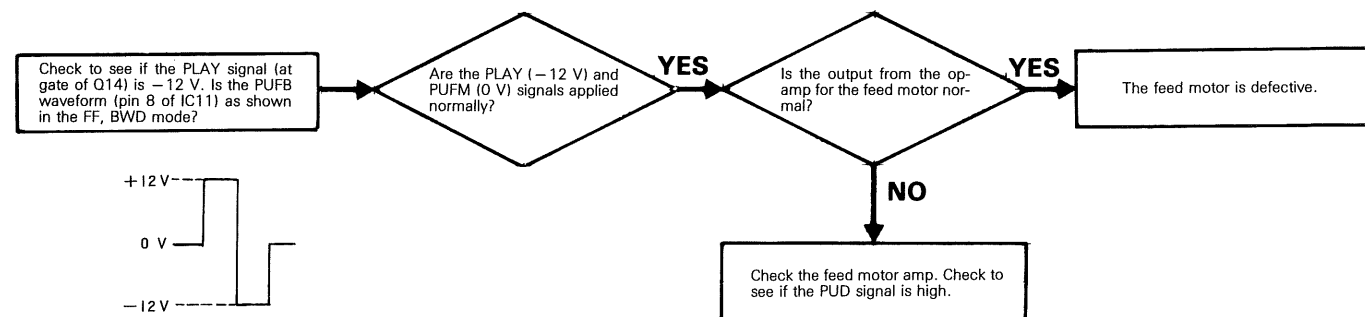 Check to see if the PLAY signal (at
gate of Q14) is −12 V. Is the PUFB
waveform (pin 8 of IC11) as shown
in the FF, BWD mode?
Are the PLAY (−12 V) and
PUFM (0 V) signals applied
normally?
YES
Is the output from the op-
amp for the feed motor nor-
mal?
YES
The feed motor is defective.
+12 V
0 V
−12 V
NO
Check the feed motor amp. Check to
see if the PUD signal is high.